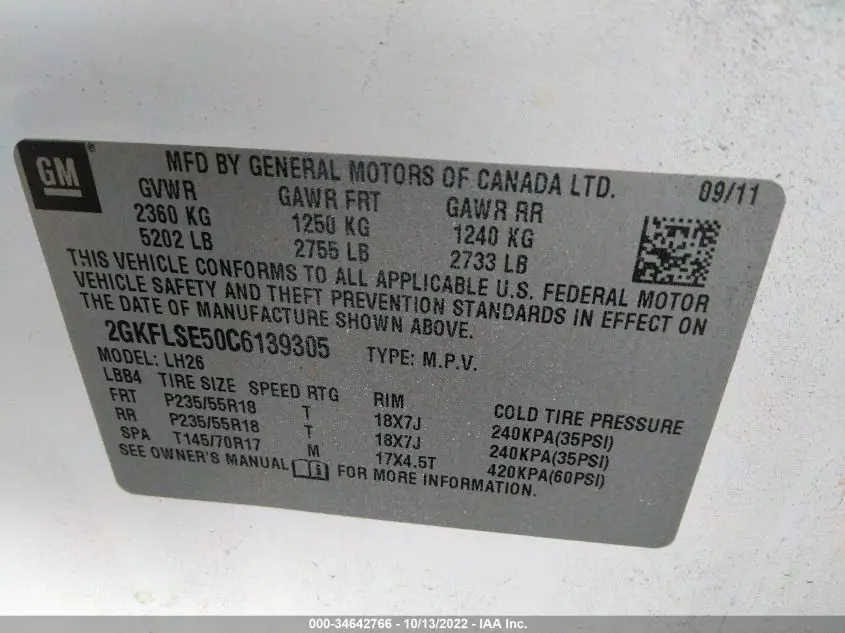 GM®
MFD BY GENERAL MOTORS OF CANADA LTD. 09/11
GVWR GAWR FRT GAWR RR
2360 KG 1250 KG 1240 KG
5202 LB 2755 LB 2733 LB
THIS VEHICLE CONFORMS TO ALL APPLICABLE U.S. FEDERAL MOTOR
VEHICLE SAFETY AND THEFT PREVENTION STANDARDS IN EFFECT ON
THE DATE OF MANUFACTURE SHOWN ABOVE.
2GKFLSE50C6139305 TYPE: M.P.V.
MODEL: LH26
LBB4 TIRE SIZE SPEED RTG RIM COLD TIRE PRESSURE
FRT P235/55R18 T 18X7J 240KPA(35PSI)
RR P235/55R18 T 18X7J 240KPA(35PSI)
SPA T145/70R17 M 17X4.5T 420KPA(60PSI)
SEE OWNER'S MANUAL FOR MORE INFORMATION.
000-34642766 - 10/13/2022 - IAA Inc.